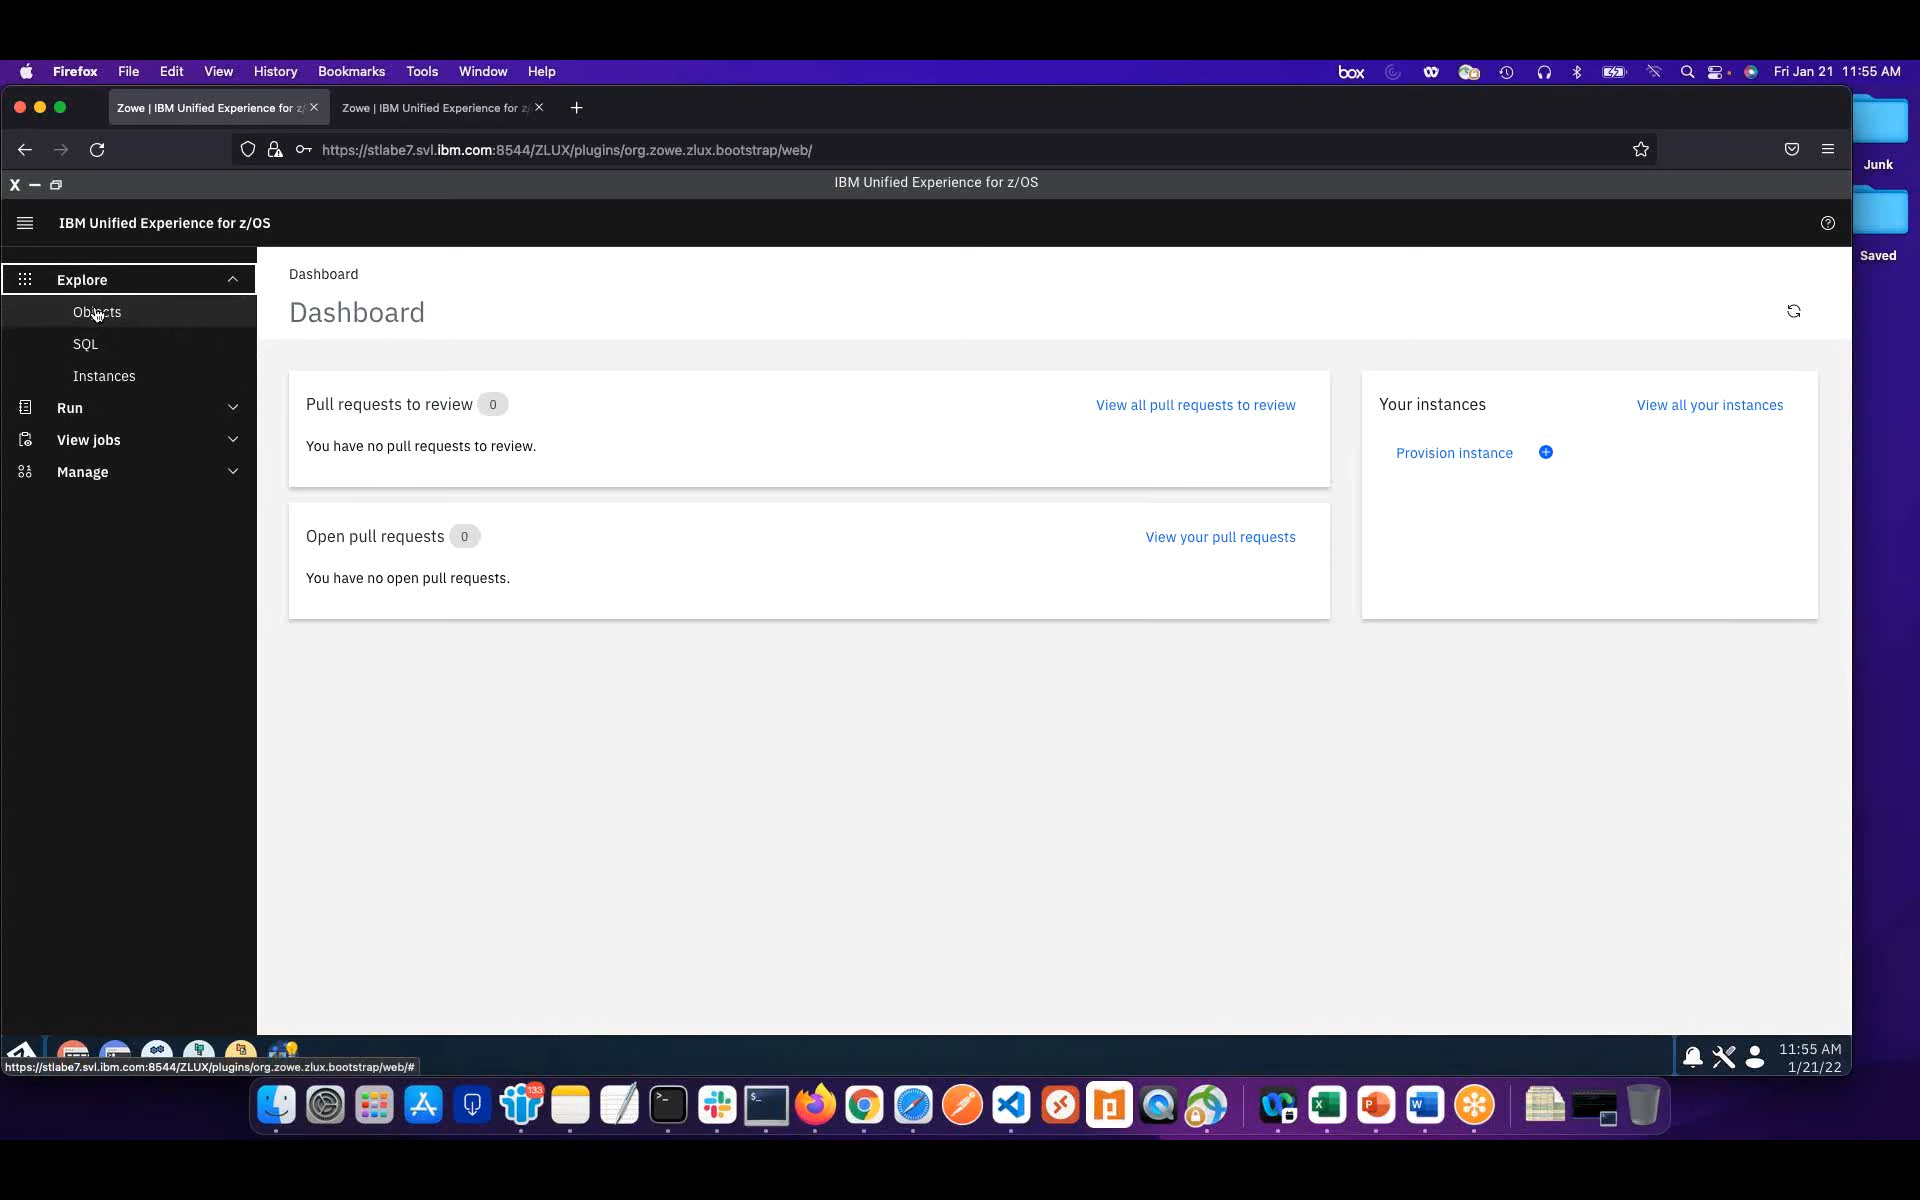 Firefox File Edit View History Bookmarks Tools Window Help box Fri Jan 21 11:55 AM
Zowe | IBM Unified Experience for z/ Zowe | IBM Unified Experience for z/
https://stlabe7.svl.ibm.com:8544/ZLUX/plugins/org.zowe.zlux.bootstrap/web/
Junk
X IBM Unified Experience for z/OS
IBM Unified Experience for z/OS
Saved
Explore
Objects
SQL
Instances
Run
View jobs
Manage
Dashboard
Dashboard
Pull requests to review 0 View all pull requests to review
You have no pull requests to review.
Open pull requests 0 View your pull requests
You have no open pull requests.
Your instances View all your instances
Provision instance
11:55 AM
1/21/22
https://stlabe7.svl.ibm.com:8544/ZLUX/plugins/org.zowe.zlux.bootstrap/web/#
133